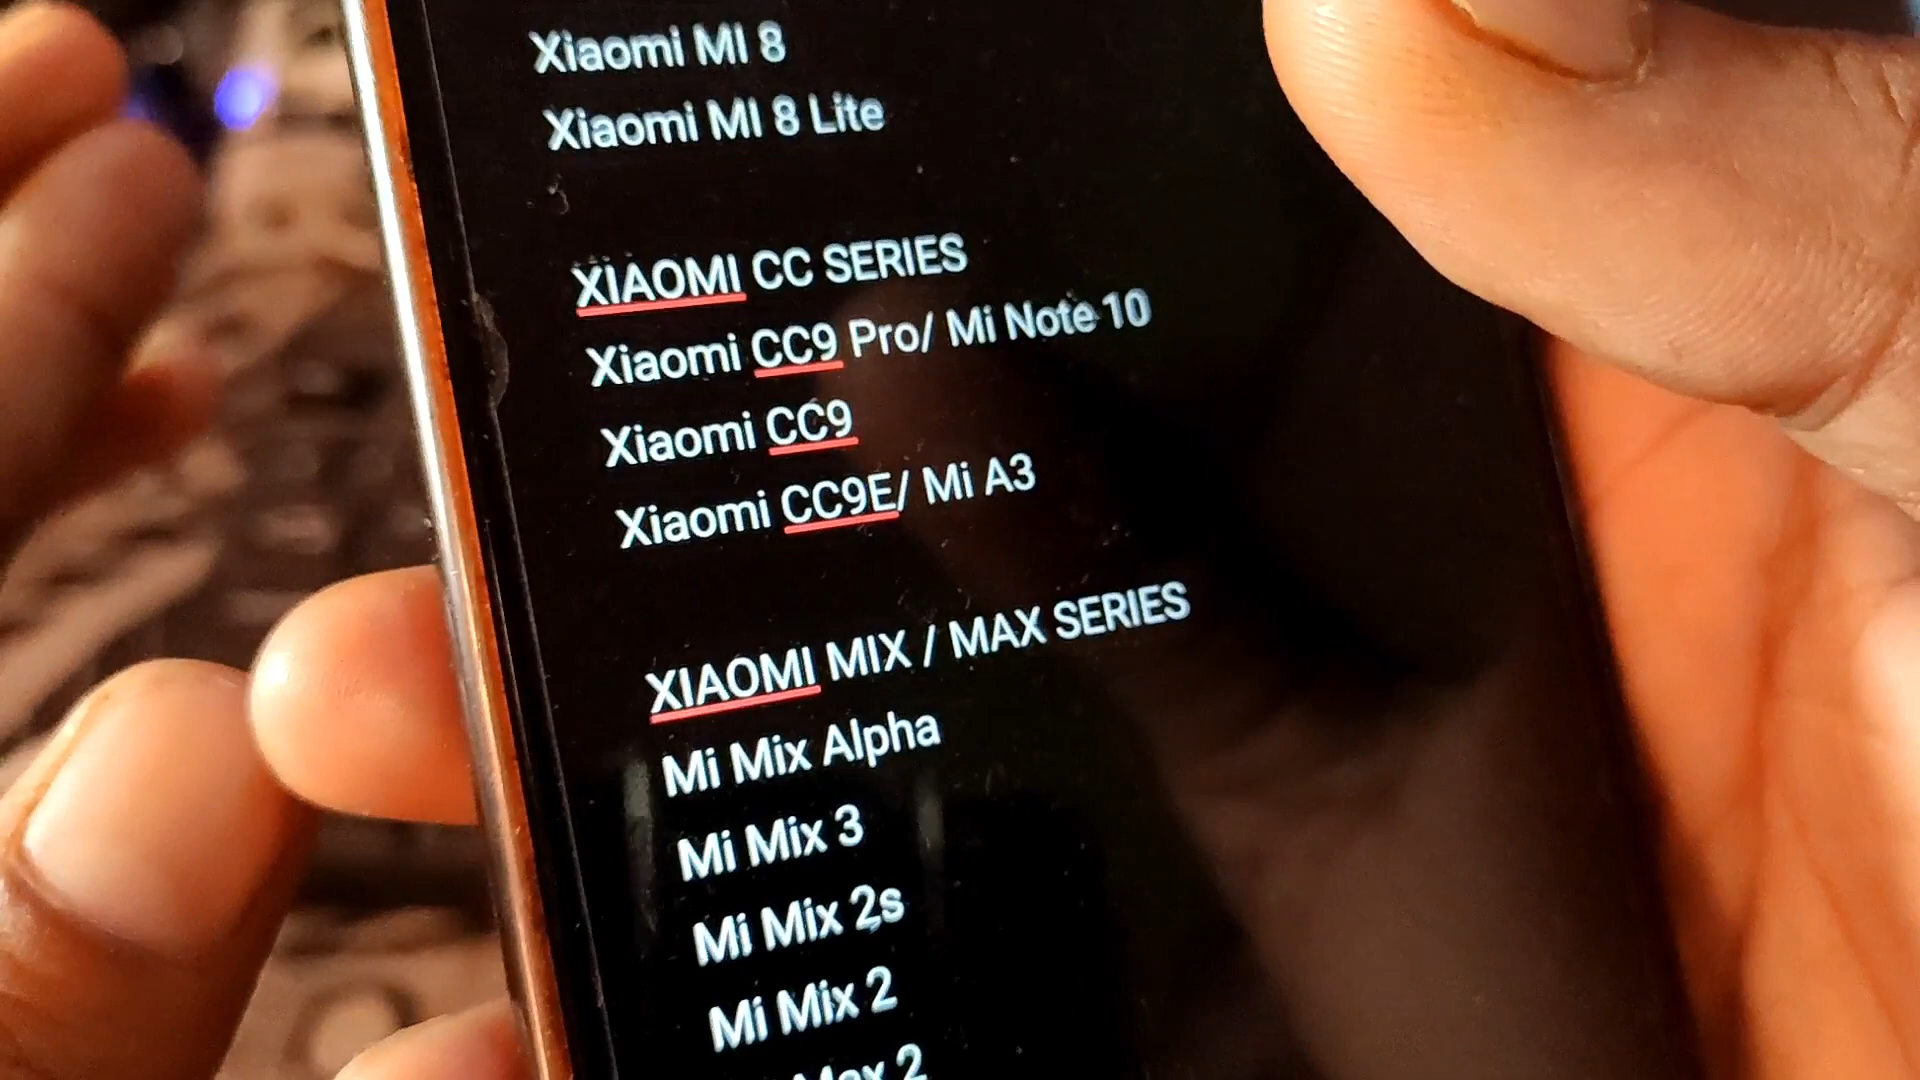 Xiaomi MI 8
Xiaomi MI 8 Lite
XIAOMI CC SERIES
Xiaomi CC9 Pro/ Mi Note 10
Xiaomi CC9
Xiaomi CC9E/ Mi A3
XIAOMI MIX / MAX SERIES
Mi Mix Alpha
Mi Mix 3
Mi Mix 2s
Mi Mix 2
Max 2